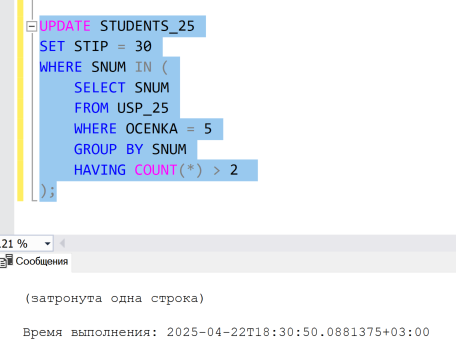 UPDATE STUDENTS_25
SET STIP = 30
WHERE SNUM IN (
SELECT SNUM
FROM USP_25
WHERE OCENKA = 5
GROUP BY SNUM
HAVING COUNT(*) > 2
);
21 %
Сообщения
(затронута одна строка)
Время выполнения: 2025-04-22T18:30:50.0881375+03:00